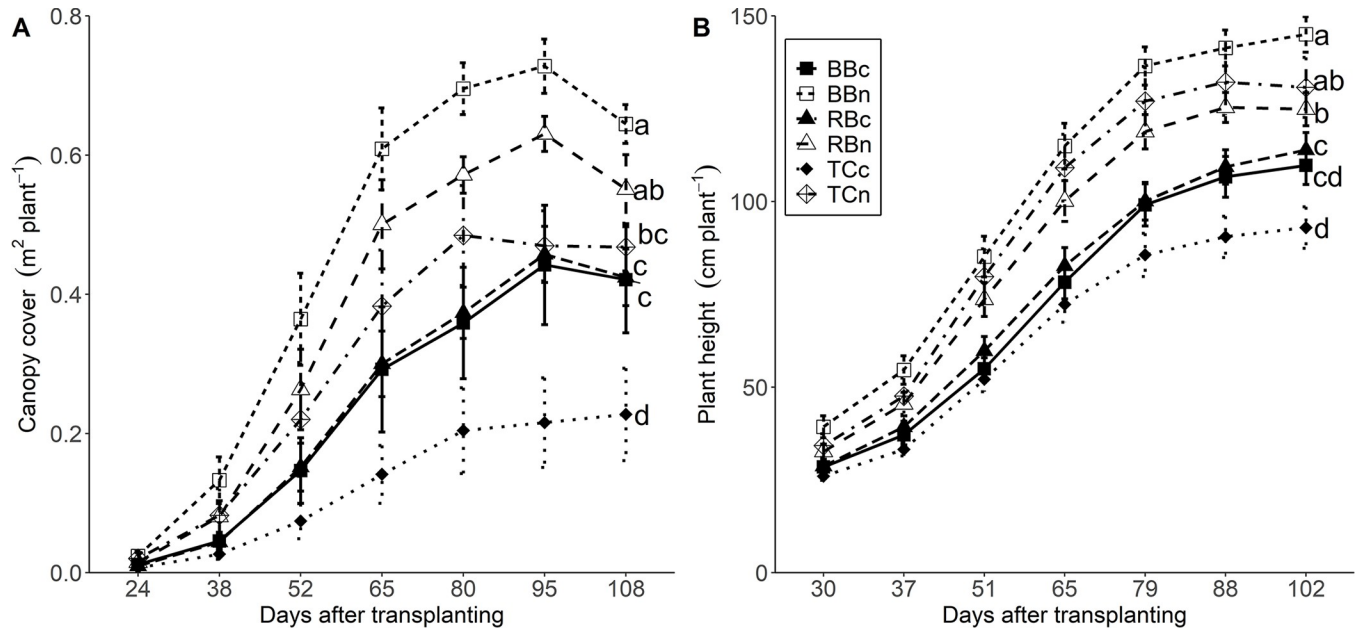 A
0.8
0.6
0.4
0.2
0.0
Canopy cover (m² plant⁻¹)
a
ab
bc
c
c
d
24 38 52 65 80 95 108
Days after transplanting
B
150
100
50
0
Plant height (cm plant⁻¹)
BBc
BBn
RBc
RBn
TCc
TCn
a
ab
b
c
cd
d
30 37 51 65 79 88 102
Days after transplanting